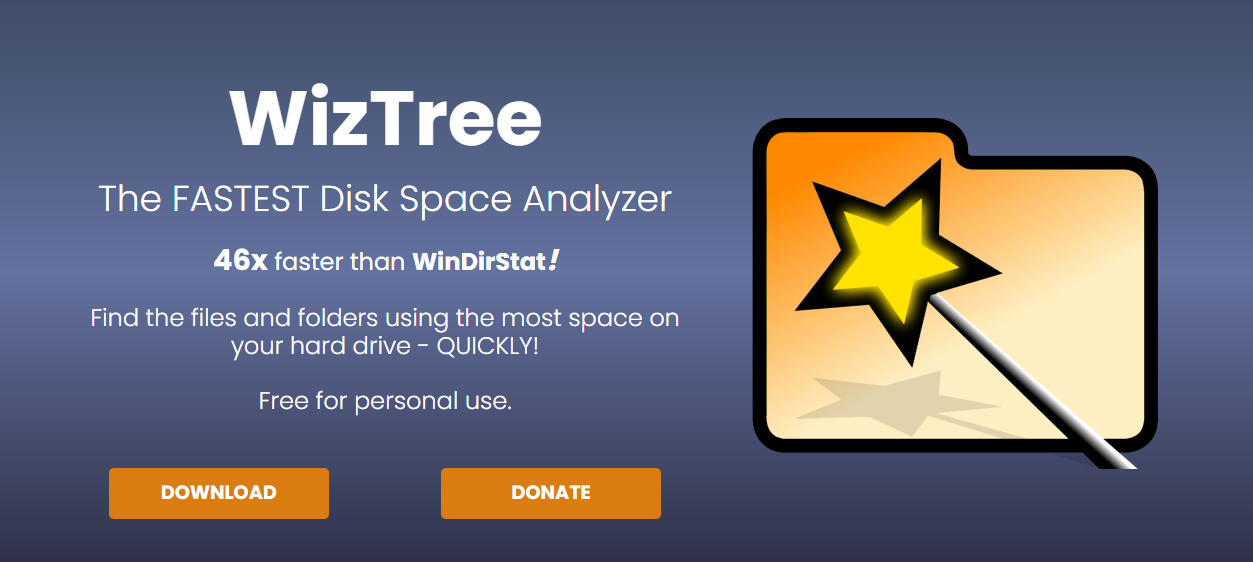 WizTree
The FASTEST Disk Space Analyzer
46x faster than WinDirStat!
Find the files and folders using the most space on
your hard drive - QUICKLY!
Free for personal use.
DOWNLOAD
DONATE